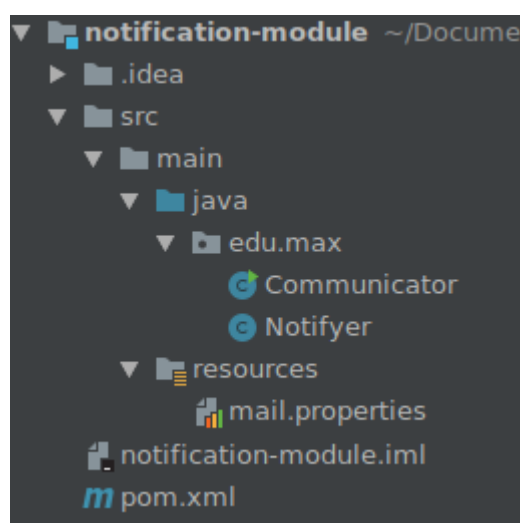 notification-module ~/Docume
.idea
src
main
java
edu.max
Communicator
Notifyer
resources
mail.properties
notification-module.iml
pom.xml